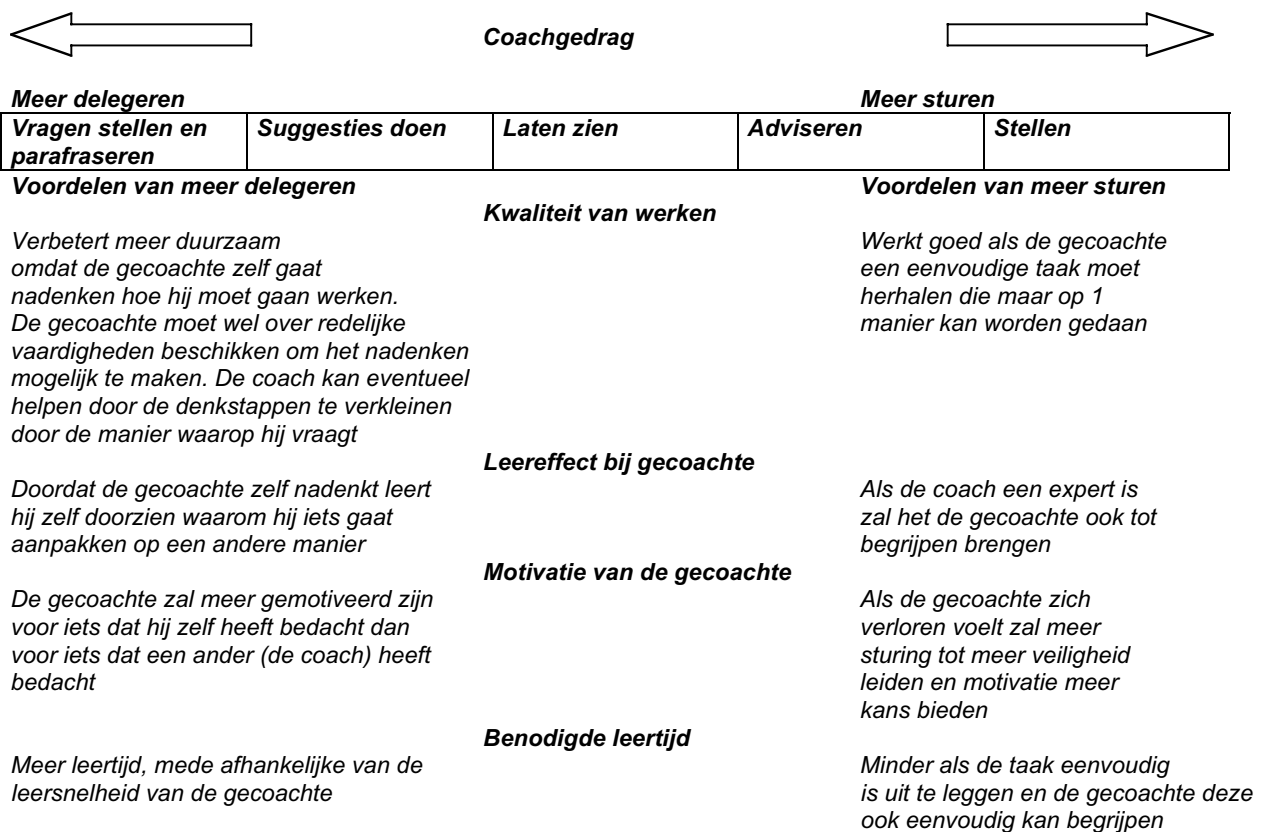 Coachgedrag
Meer delegeren
Meer sturen
Vragen stellen en parafraseren
Suggesties doen
Laten zien
Adviseren
Stellen
Voordelen van meer delegeren
Voordelen van meer sturen
Kwaliteit van werken
Verbetert meer duurzaam
omdat de gecoachte zelf gaat
nadenken hoe hij moet gaan werken.
De gecoachte moet wel over redelijke
vaardigheden beschikken om het nadenken
mogelijk te maken. De coach kan eventueel
helpen door de denkstappen te verkleinen
door de manier waarop hij vraagt
Werkt goed als de gecoachte
een eenvoudige taak moet
herhalen die maar op 1
manier kan worden gedaan
Leereffect bij gecoachte
Doordat de gecoachte zelf nadenkt leert
hij zelf doorzien waarom hij iets gaat
aanpakken op een andere manier
Als de coach een expert is
zal het de gecoachte ook tot
begrijpen brengen
Motivatie van de gecoachte
De gecoachte zal meer gemotiveerd zijn
voor iets dat hij zelf heeft bedacht dan
voor iets dat een ander (de coach) heeft
bedacht
Als de gecoachte zich
verloren voelt zal meer
sturing tot meer veiligheid
leiden en motivatie meer
kans bieden
Benodigde leertijd
Meer leertijd, mede afhankelijke van de
leersnelheid van de gecoachte
Minder als de taak eenvoudig
is uit te leggen en de gecoachte deze
ook eenvoudig kan begrijpen